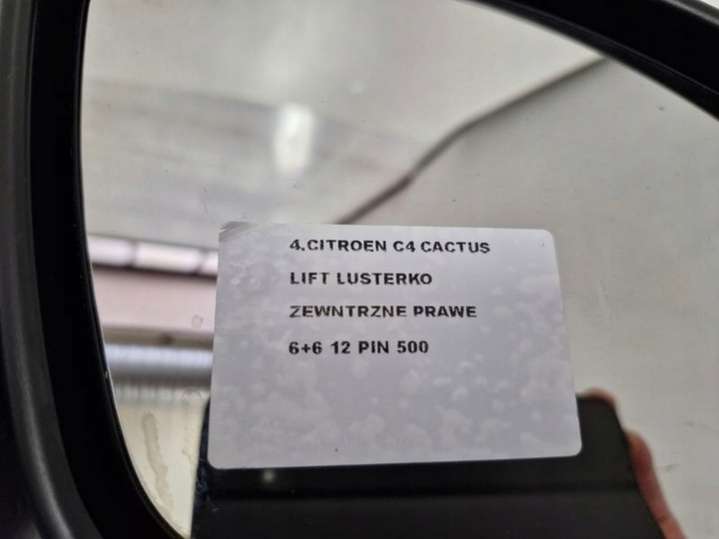 4.CITROEN C4 CACTUS
LIFT LUSTERKO
ZEWNTRZNE PRAWE
6+6 12 PIN 500